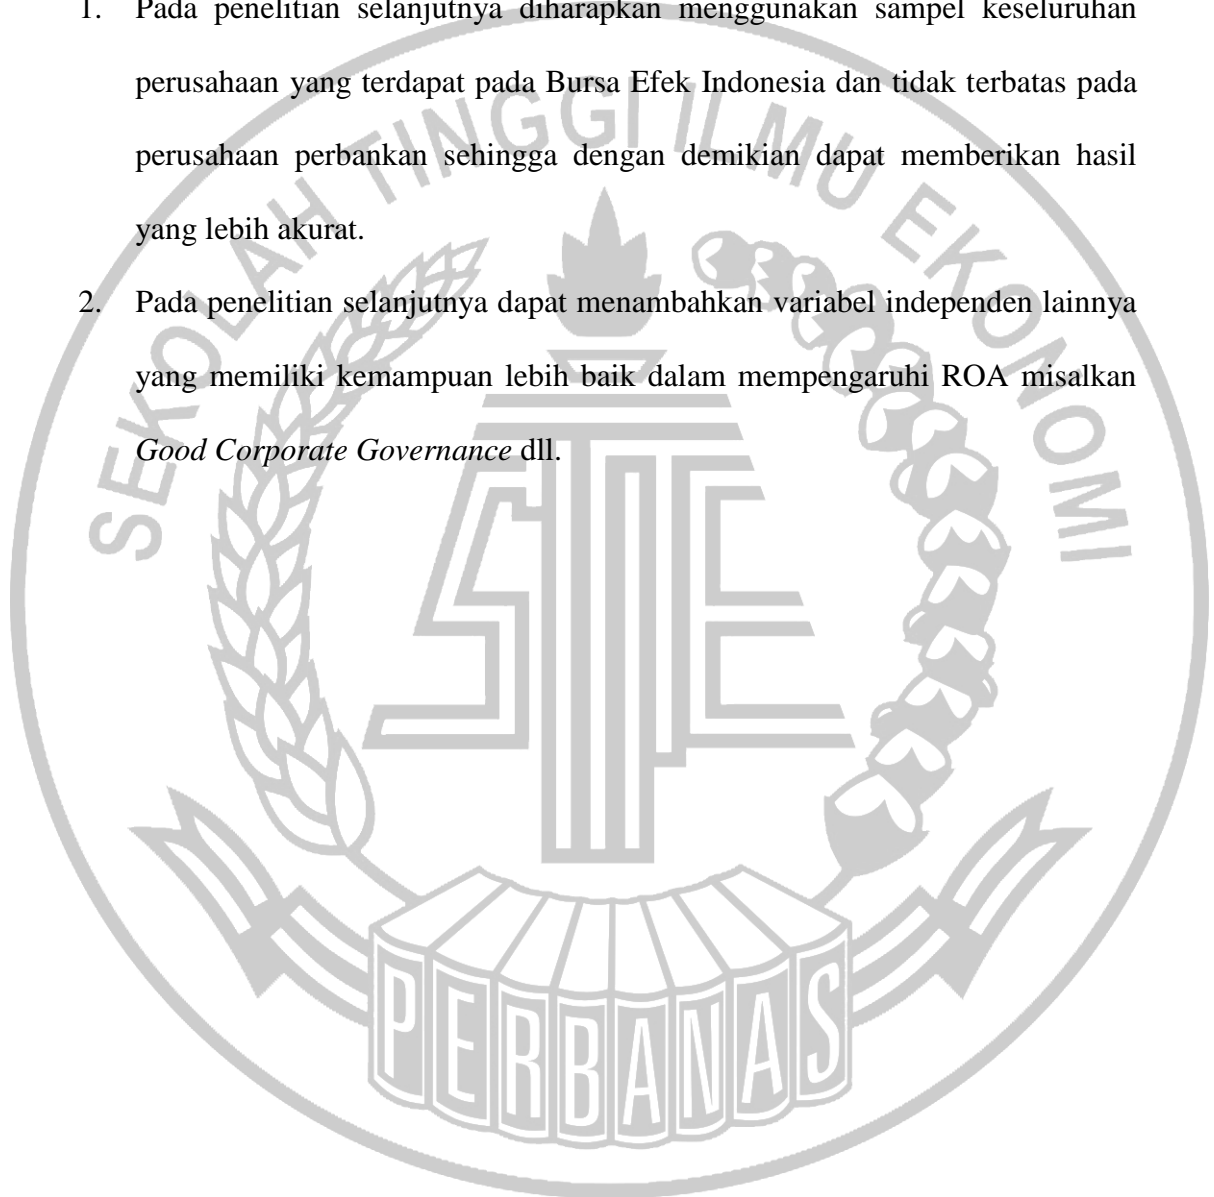 1. Pada penelitian selanjutnya diharapkan menggunakan sampel keseluruhan
perusahaan yang terdapat pada Bursa Efek Indonesia dan tidak terbatas pada
perusahaan perbankan sehingga dengan demikian dapat memberikan hasil
yang lebih akurat.
2. Pada penelitian selanjutnya dapat menambahkan variabel independen lainnya
yang memiliki kemampuan lebih baik dalam mempengaruhi ROA misalkan
Good Corporate Governance dll.
SEKOLAH TINGGI ILMU EKONOMI
STIE
PERBANAS